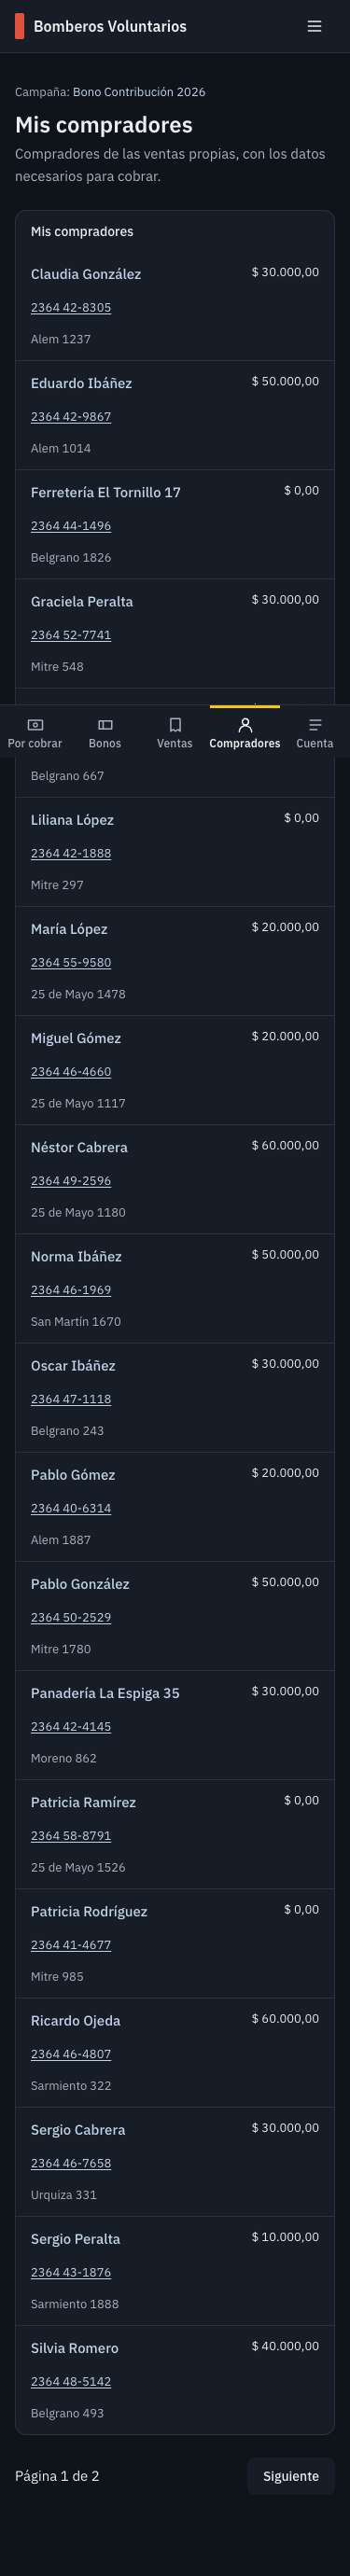 Bomberos Voluntarios
Campaña: Bono Contribución 2026
Mis compradores
Compradores de las ventas propias, con los datos
necesarios para cobrar.
Mis compradores
Claudia González $ 30.000,00
2364 42-8305
Alem 1237
Eduardo Ibáñez $ 50.000,00
2364 42-9867
Alem 1014
Ferretería El Tornillo 17 $ 0,00
2364 44-1496
Belgrano 1826
Graciela Peralta $ 30.000,00
2364 52-7741
Mitre 548
Por cobrar Bonos Ventas Compradores Cuenta
Belgrano 667
Liliana López $ 0,00
2364 42-1888
Mitre 297
María López $ 20.000,00
2364 55-9580
25 de Mayo 1478
Miguel Gómez $ 20.000,00
2364 46-4660
25 de Mayo 1117
Néstor Cabrera $ 60.000,00
2364 49-2596
25 de Mayo 1180
Norma Ibáñez $ 50.000,00
2364 46-1969
San Martín 1670
Oscar Ibáñez $ 30.000,00
2364 47-1118
Belgrano 243
Pablo Gómez $ 20.000,00
2364 40-6314
Alem 1887
Pablo González $ 50.000,00
2364 50-2529
Mitre 1780
Panadería La Espiga 35 $ 30.000,00
2364 42-4145
Moreno 862
Patricia Ramírez $ 0,00
2364 58-8791
25 de Mayo 1526
Patricia Rodríguez $ 0,00
2364 41-4677
Mitre 985
Ricardo Ojeda $ 60.000,00
2364 46-4807
Sarmiento 322
Sergio Cabrera $ 30.000,00
2364 46-7658
Urquiza 331
Sergio Peralta $ 10.000,00
2364 43-1876
Sarmiento 1888
Silvia Romero $ 40.000,00
2364 48-5142
Belgrano 493
Página 1 de 2 Siguiente